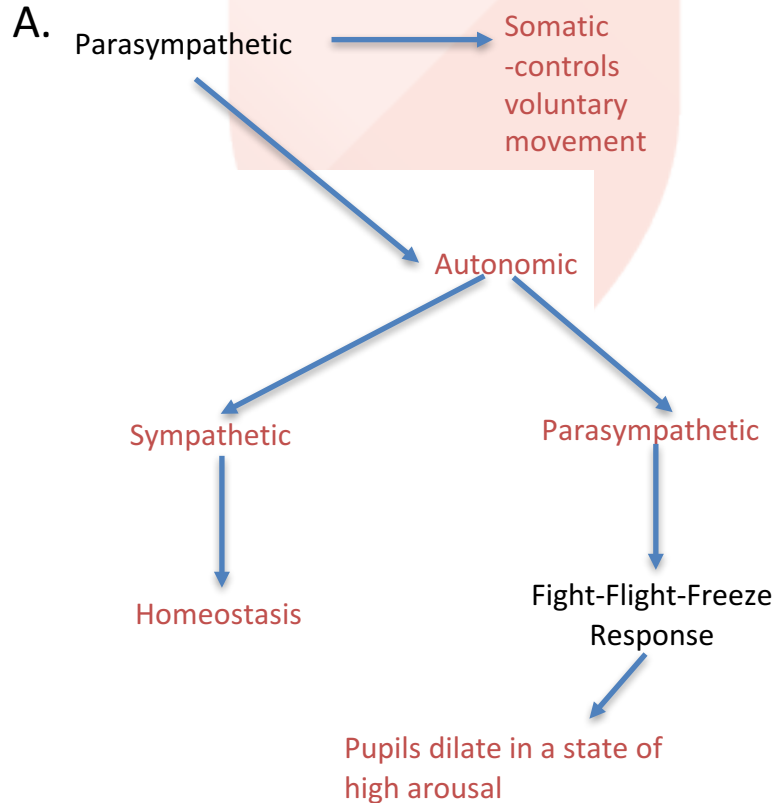 A.
Parasympathetic
Somatic
-controls
voluntary
movement
Autonomic
Sympathetic
Parasympathetic
Homeostasis
Fight-Flight-Freeze
Response
Pupils dilate in a state of
high arousal